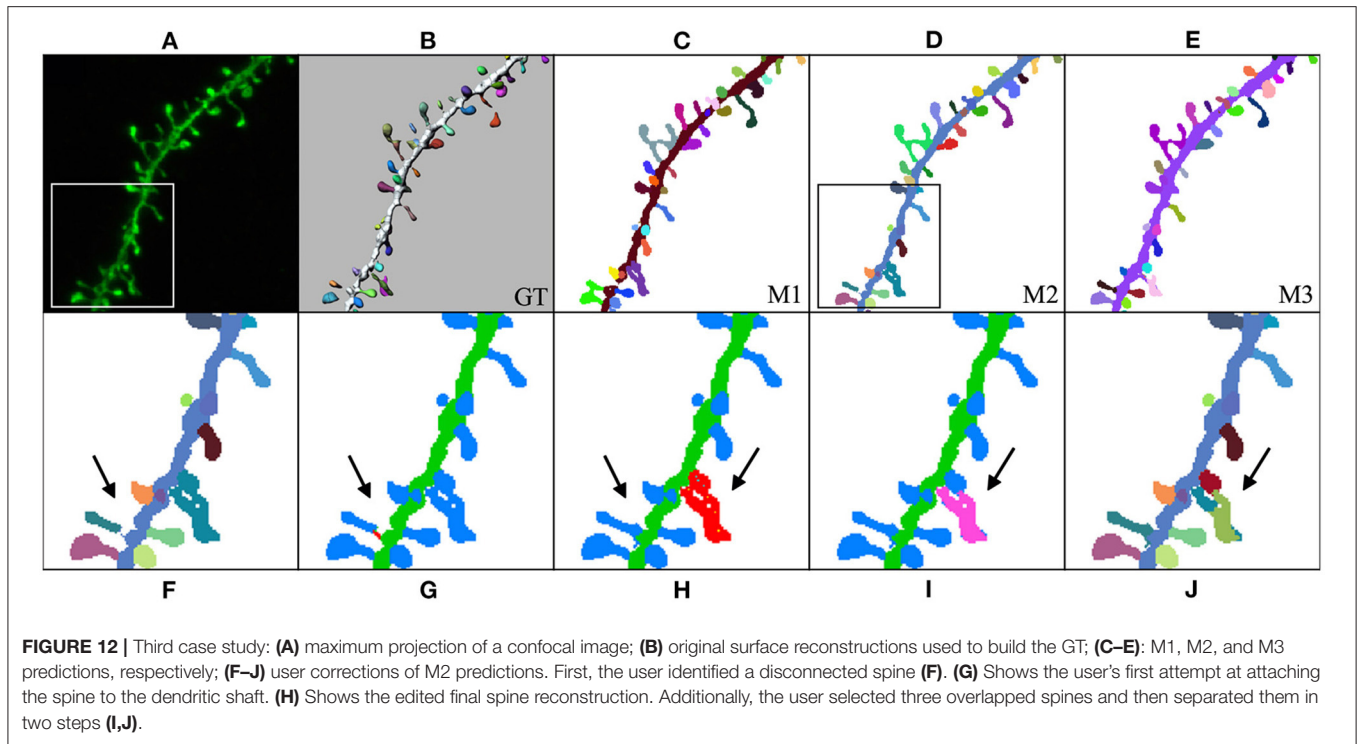 A B C D E
GT M1 M2 M3
F G H I J
FIGURE 12 | Third case study: (A) maximum projection of a confocal image; (B) original surface reconstructions used to build the GT; (C–E): M1, M2, and M3
predictions, respectively; (F–J) user corrections of M2 predictions. First, the user identified a disconnected spine (F). (G) Shows the user's first attempt at attaching
the spine to the dendritic shaft. (H) Shows the edited final spine reconstruction. Additionally, the user selected three overlapped spines and then separated them in
two steps (I,J).